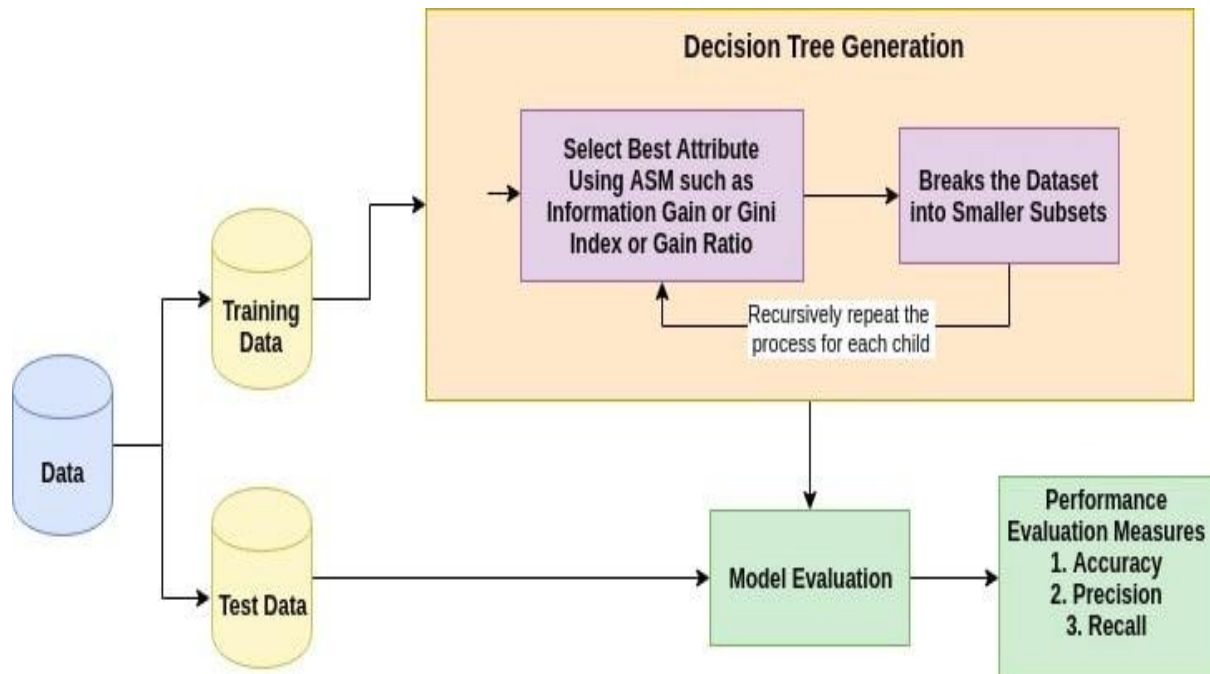 Decision Tree Generation
Select Best Attribute
Using ASM such as
Information Gain or Gini
Index or Gain Ratio
Breaks the Dataset
into Smaller Subsets
Recursively repeat the
process for each child
Training
Data
Data
Test Data
Model Evaluation
Performance
Evaluation Measures
1. Accuracy
2. Precision
3. Recall